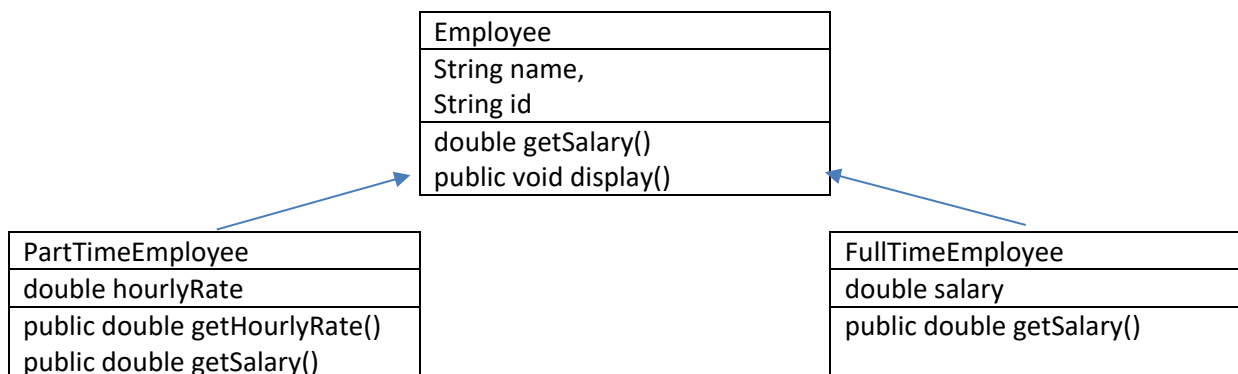 Employee
String name,
String id
double getSalary()
public void display()
PartTimeEmployee
double hourlyRate
public double getHourlyRate()
public double getSalary()
FullTimeEmployee
double salary
public double getSalary()